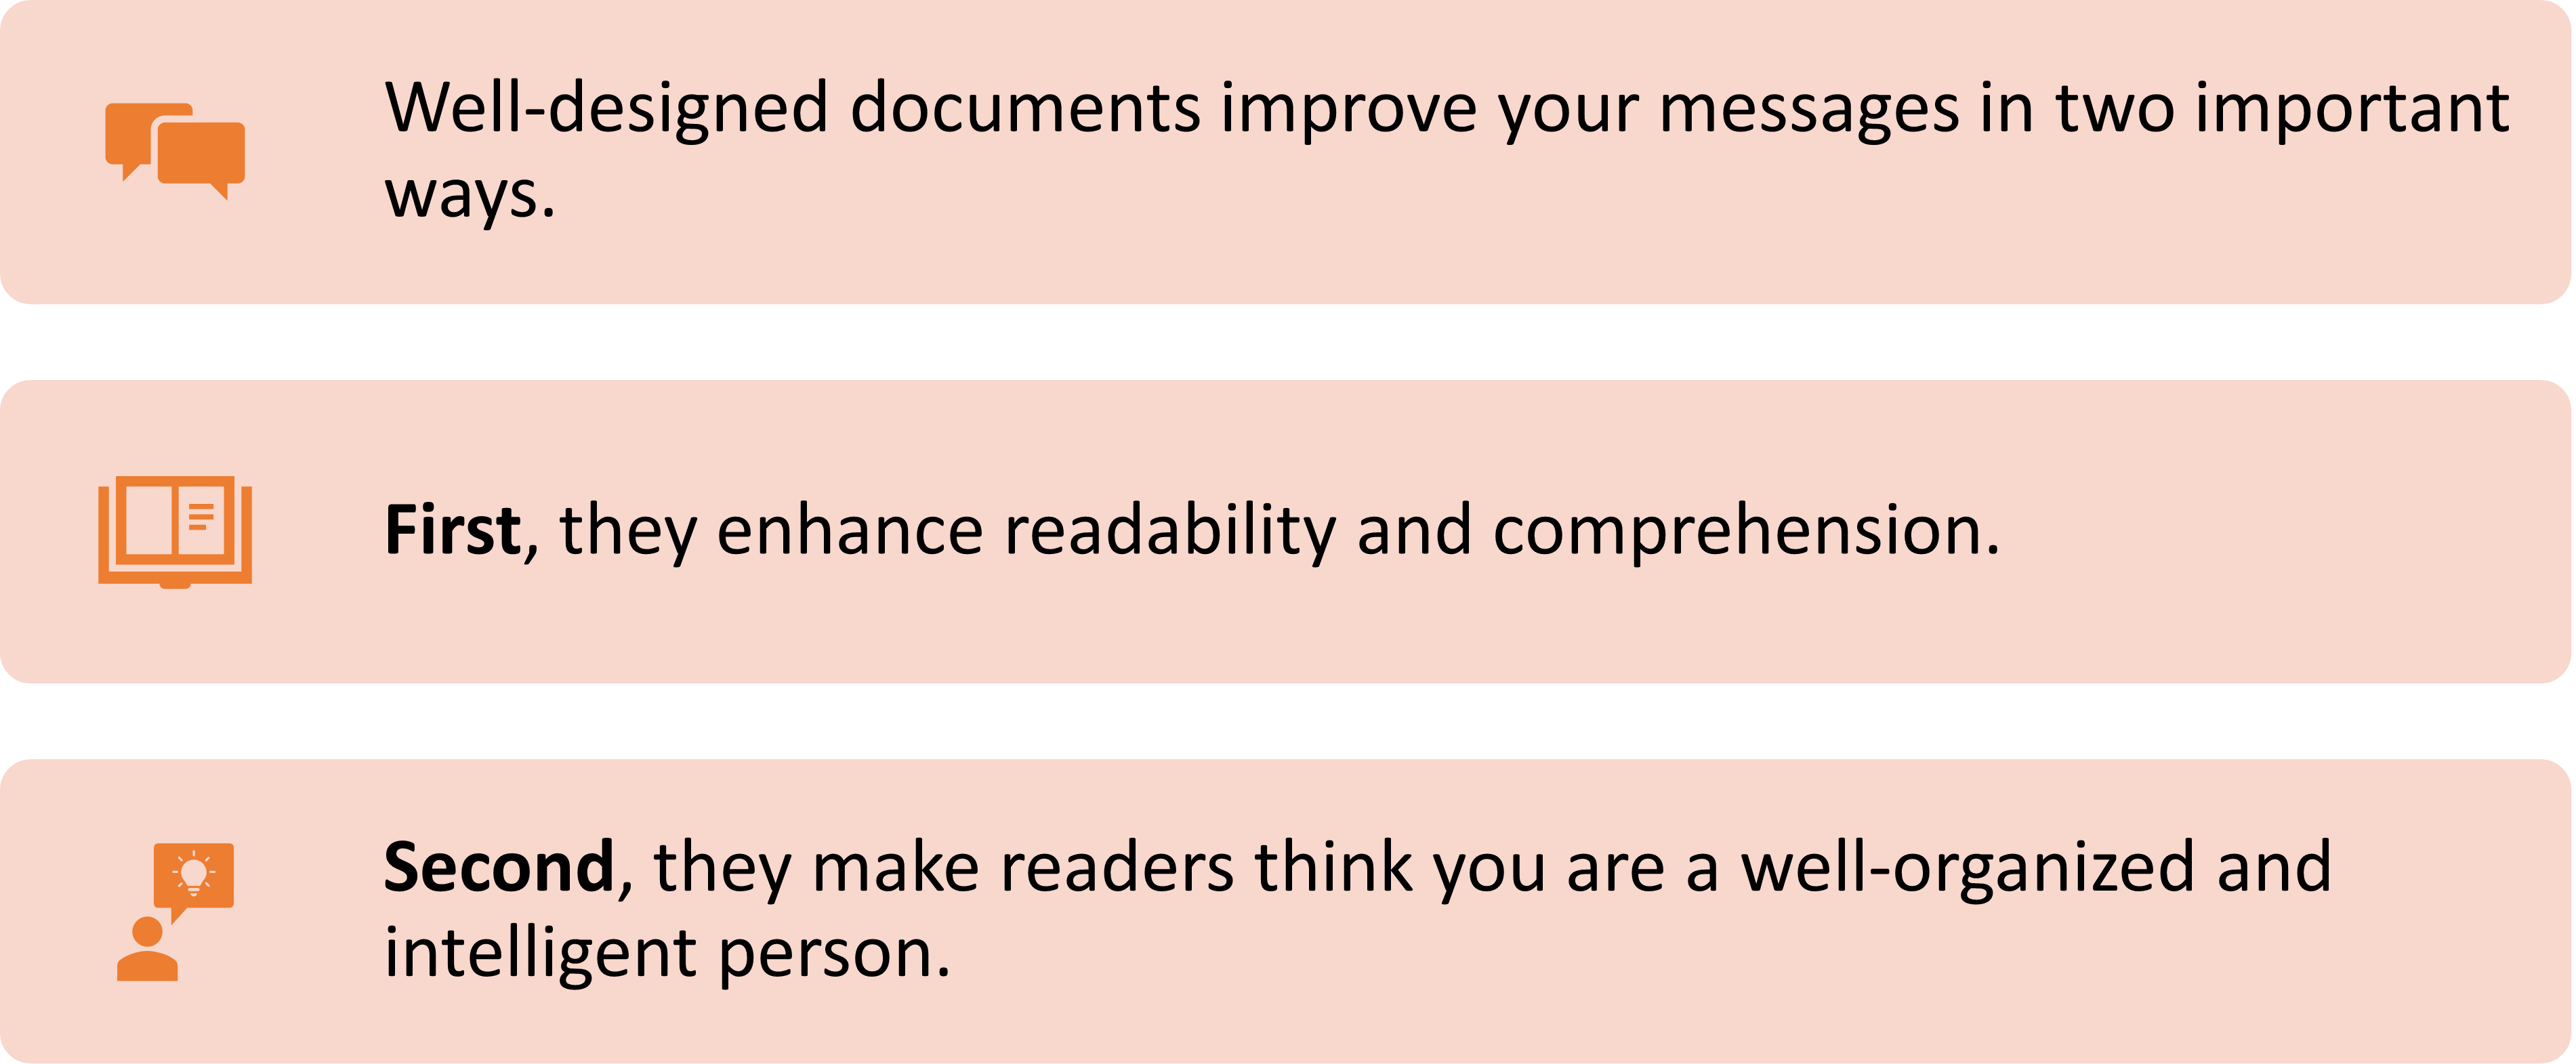 Well-designed documents improve your messages in two important
ways.
First, they enhance readability and comprehension.
Second, they make readers think you are a well-organized and
intelligent person.